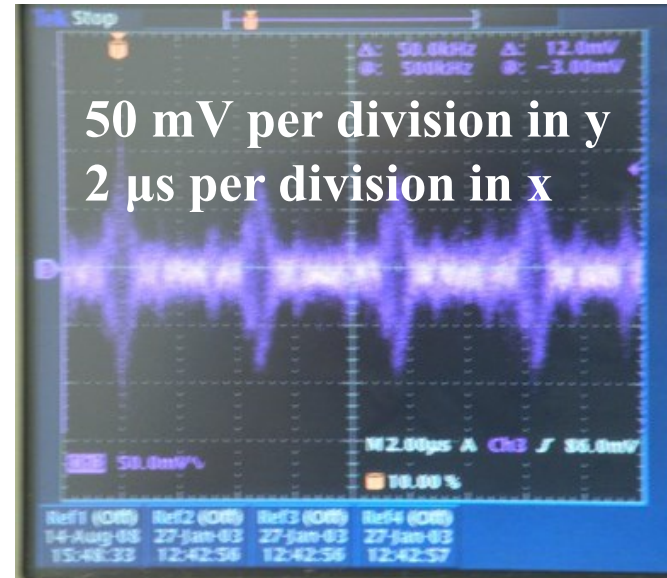 Tek Stop
Δ: 50.0kHz Δ: 12.0mV
@: 500kHz @: -3.00mV
50 mV per division in y
2 μs per division in x
M 2.00μs A Ch3 ʃ 86.0mV
50.0mV
10.00 %
Ref1 (Off) Ref2 (Off) Ref3 (Off) Ref4 (Off)
14-Aug-08 27-Jan-03 27-Jan-03 27-Jan-03
15:48:33 12:42:56 12:42:56 12:42:57